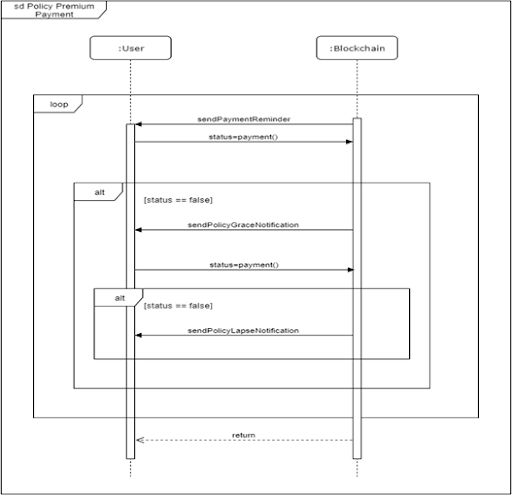 sd Policy Premium
Payment
:User
:Blockchain
loop
sendPaymentReminder
status=payment()
alt
[status == false]
sendPolicyGraceNotification
status=payment()
alt
[status == false]
sendPolicyLapseNotification
return